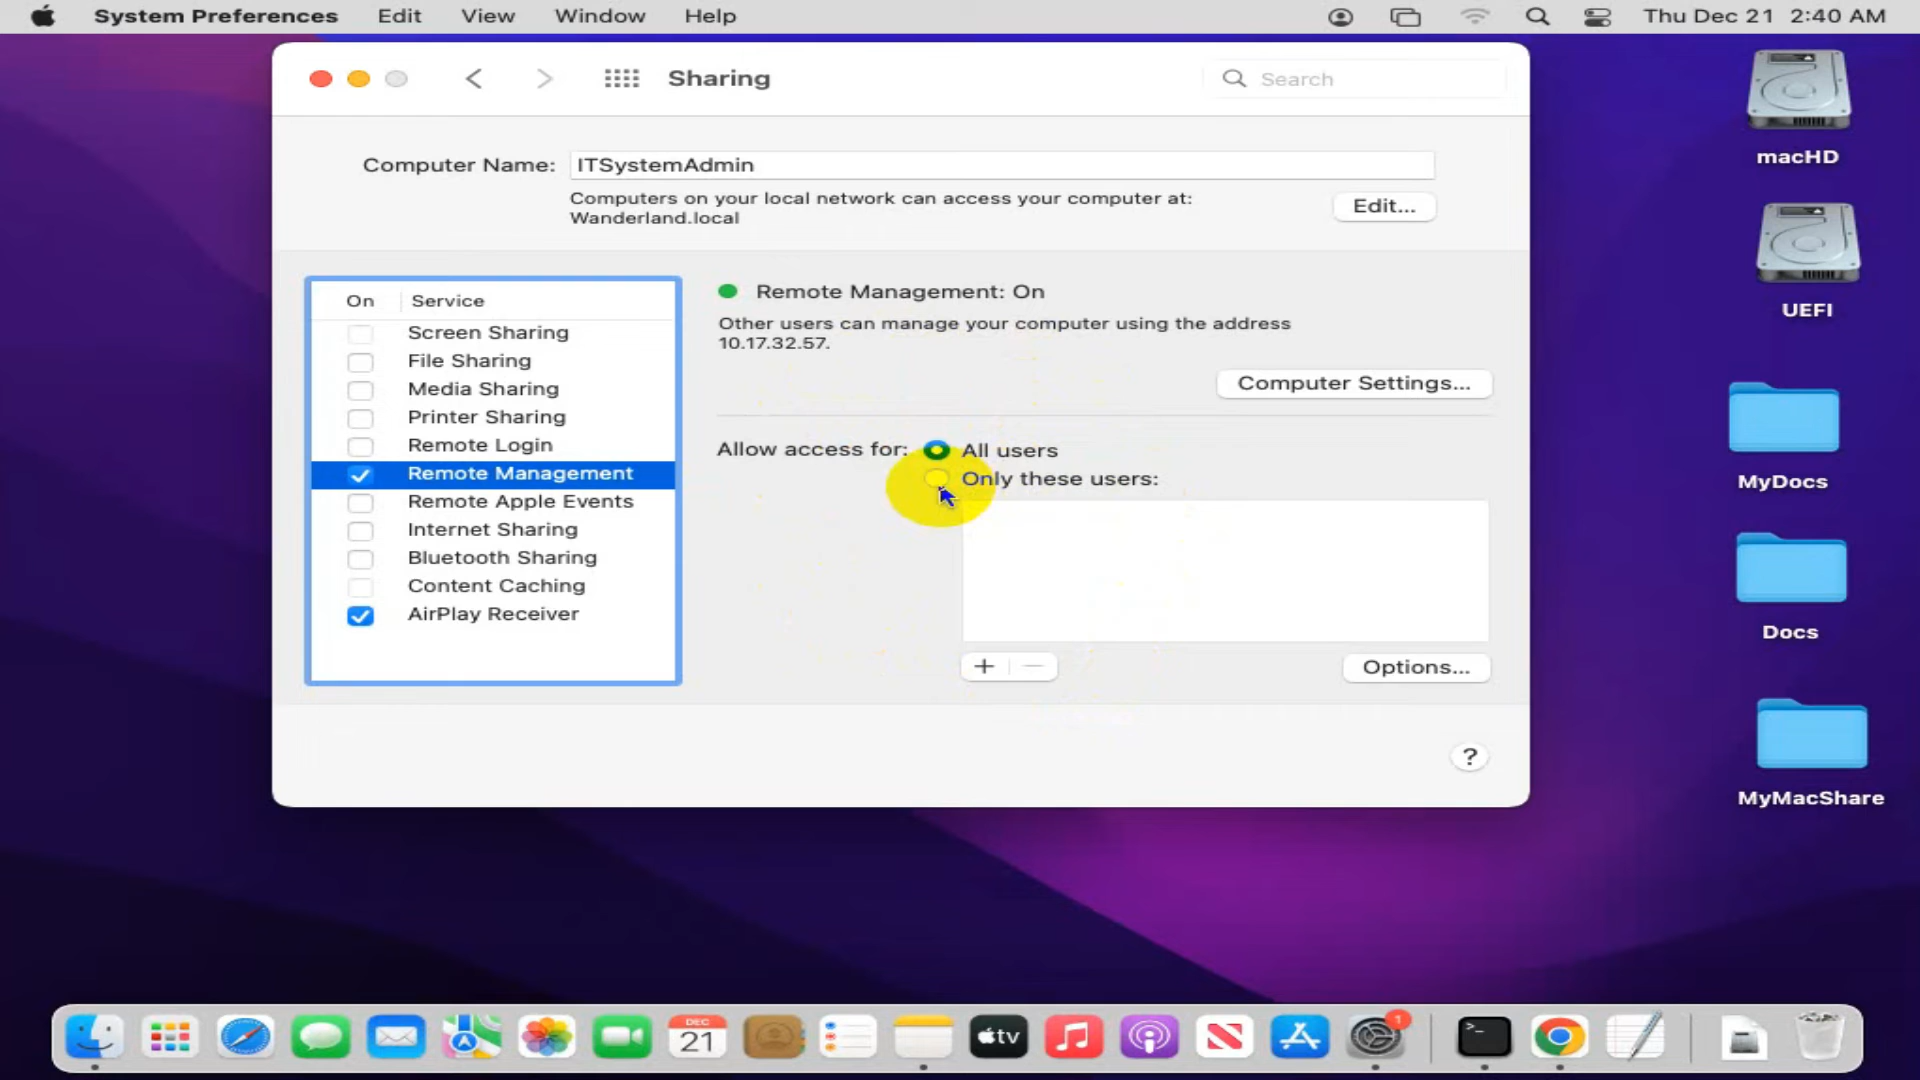 System Preferences Edit View Window Help Thu Dec 21 2:40 AM
Sharing
Search
Computer Name: ITSystemAdmin
Computers on your local network can access your computer at:
Wanderland.local
Edit...
On Service
Screen Sharing
File Sharing
Media Sharing
Printer Sharing
Remote Login
Remote Management
Remote Apple Events
Internet Sharing
Bluetooth Sharing
Content Caching
AirPlay Receiver
Remote Management: On
Other users can manage your computer using the address
10.17.32.57.
Computer Settings...
Allow access for: All users
Only these users:
+ −
Options...
?
macHD
UEFI
MyDocs
Docs
MyMacShare
DEC
21
tv
1
>_